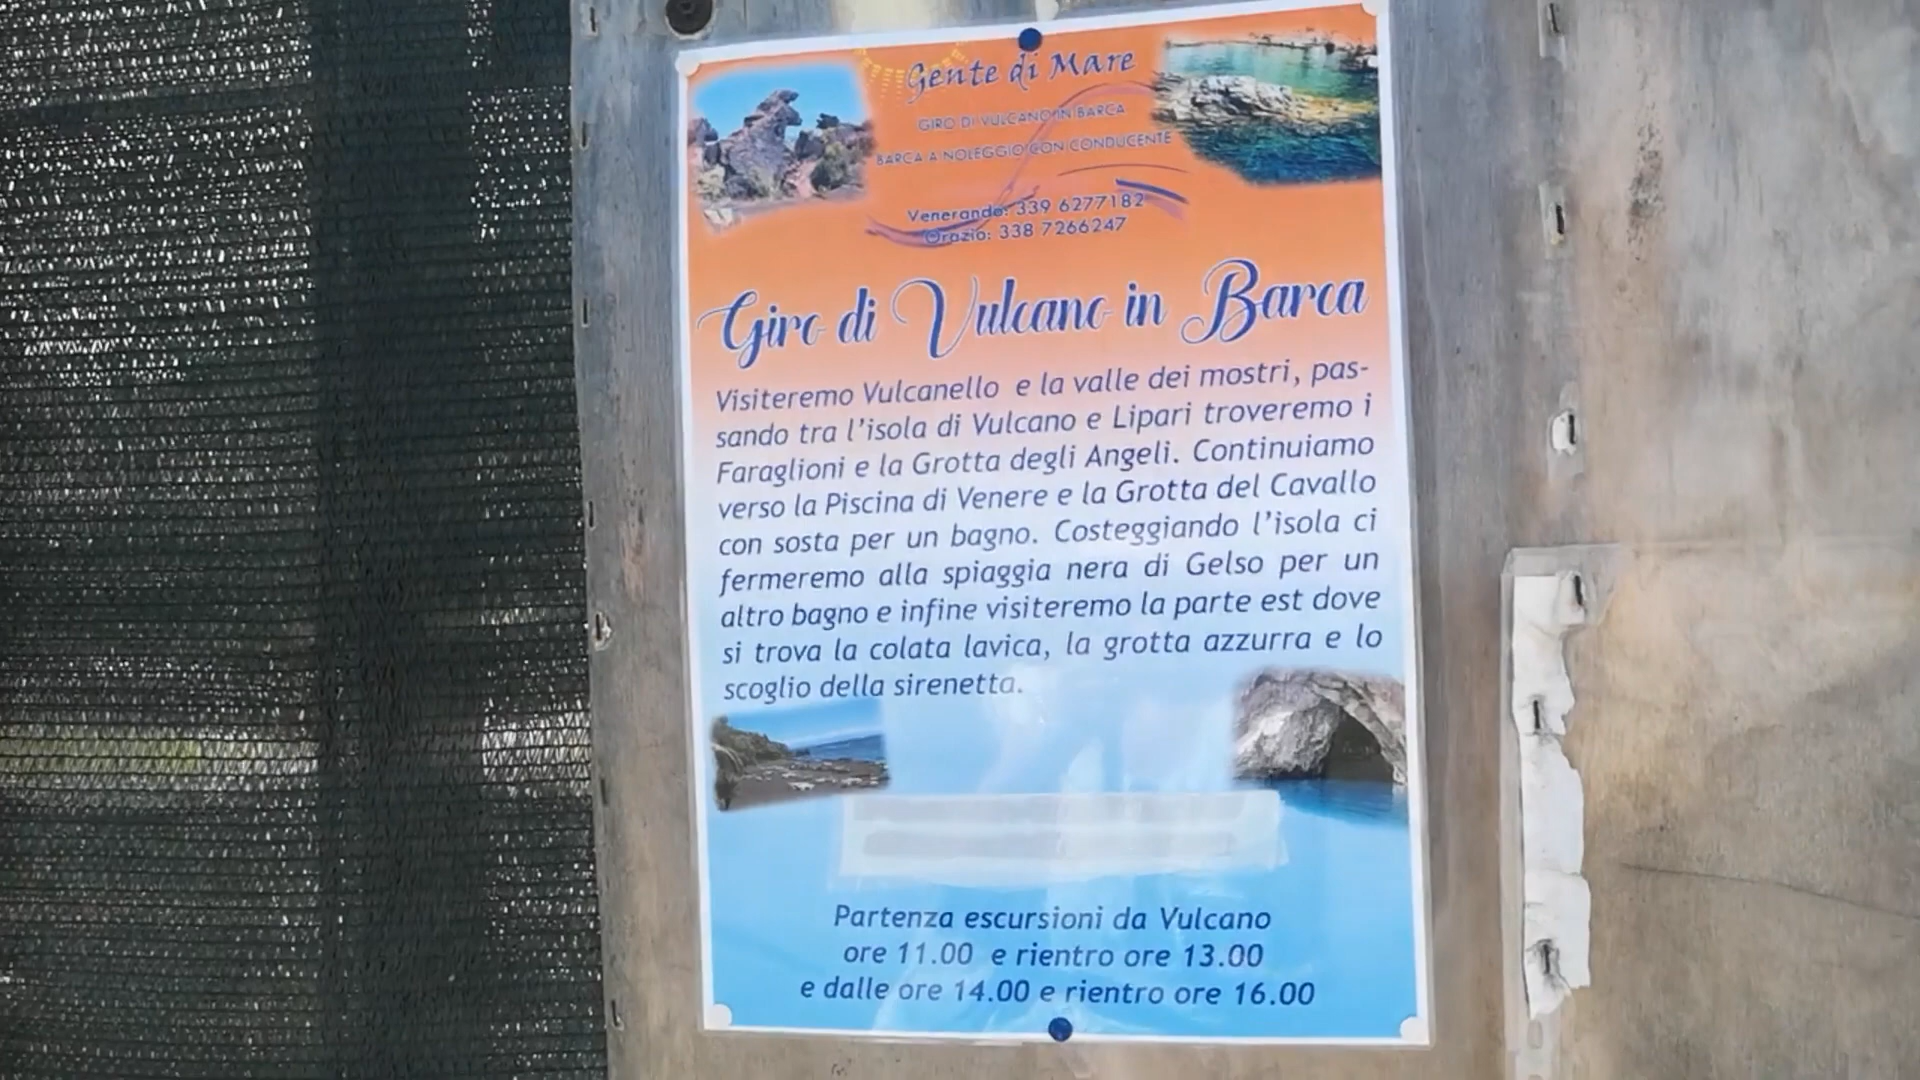 Gente di Mare
GIRO DI VULCANO IN BARCA
BARCA A NOLEGGIO CON CONDUCENTE
Venerando: 339 6277182
Orazio: 338 7266247
Giro di Vulcano in Barca
Visiteremo Vulcanello e la valle dei mostri, pas-
sando tra l'isola di Vulcano e Lipari troveremo i
Faraglioni e la Grotta degli Angeli. Continuiamo
verso la Piscina di Venere e la Grotta del Cavallo
con sosta per un bagno. Costeggiando l'isola ci
fermeremo alla spiaggia nera di Gelso per un
altro bagno e infine visiteremo la parte est dove
si trova la colata lavica, la grotta azzurra e lo
scoglio della sirenetta.
Partenza escursioni da Vulcano
ore 11.00 e rientro ore 13.00
e dalle ore 14.00 e rientro ore 16.00